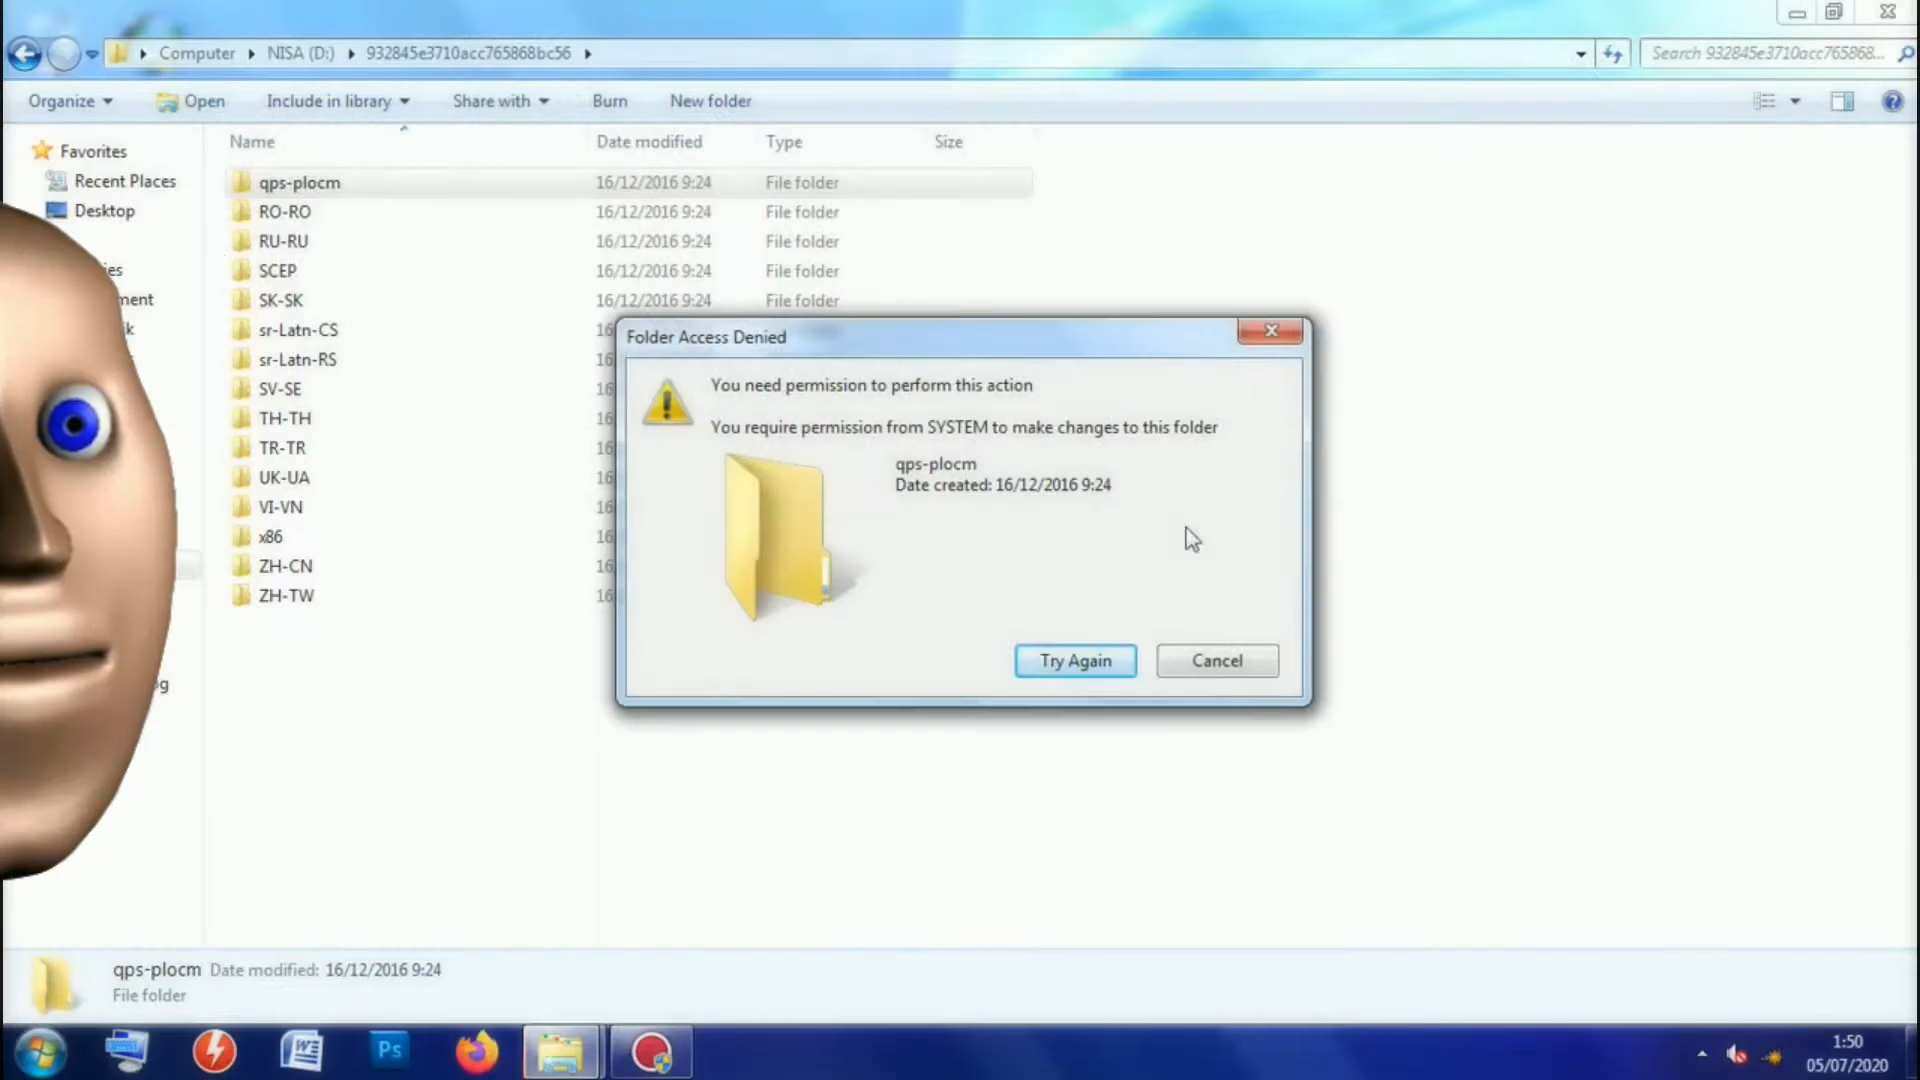 Computer NISA (D:) 932845e3710acc765868bc56
Search 932845e3710acc765868...
Organize Open Include in library Share with Burn New folder
Name Date modified Type Size
Favorites
Recent Places
Desktop
qps-plocm 16/12/2016 9:24 File folder
RO-RO 16/12/2016 9:24 File folder
RU-RU 16/12/2016 9:24 File folder
SCEP 16/12/2016 9:24 File folder
SK-SK 16/12/2016 9:24 File folder
sr-Latn-CS 16
sr-Latn-RS 16
SV-SE 16
TH-TH 16
TR-TR 16
UK-UA 16
VI-VN 16
x86 16
ZH-CN 16
ZH-TW 16
Folder Access Denied
You need permission to perform this action
You require permission from SYSTEM to make changes to this folder
qps-plocm
Date created: 16/12/2016 9:24
Try Again Cancel
qps-plocm Date modified: 16/12/2016 9:24
File folder
W Ps
1:50
05/07/2020